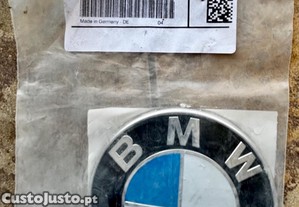 Made in Germany - DE 04
BMW
CustoJusto.pt